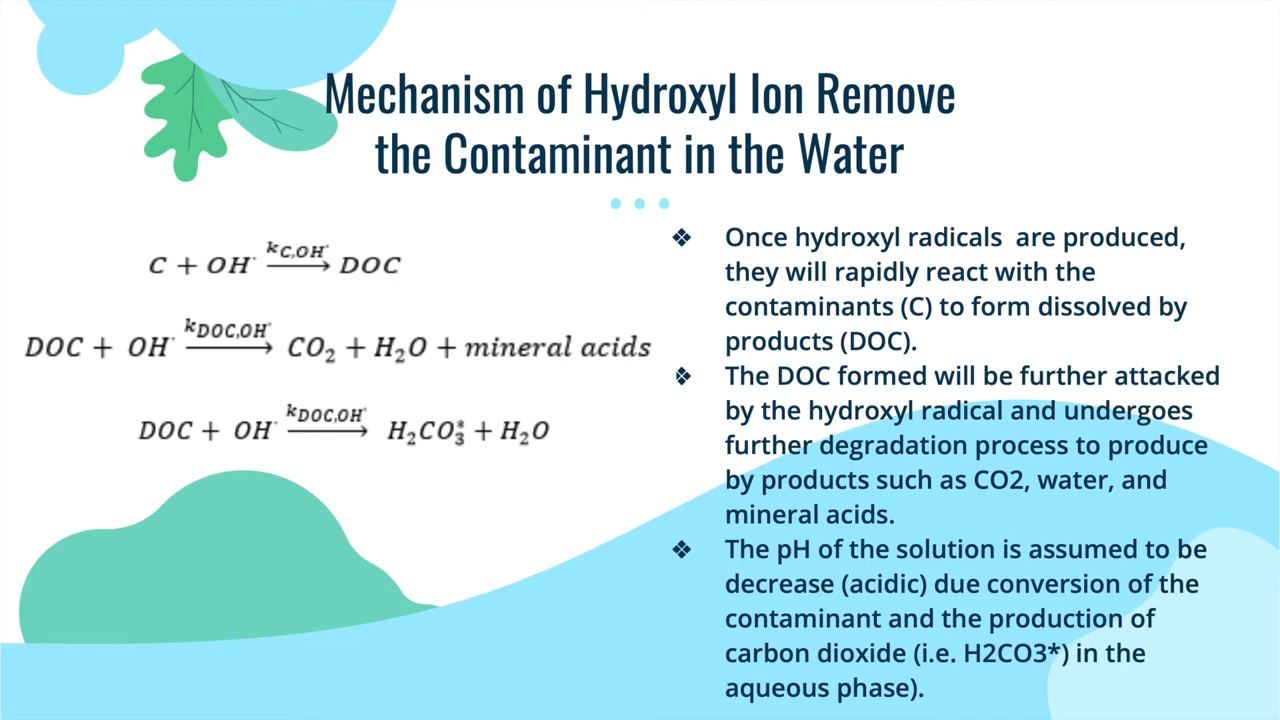 Mechanism of Hydroxyl Ion Remove
the Contaminant in the Water
C + OH· k_C,OH· → DOC
DOC + OH· k_DOC,OH· → CO₂ + H₂O + mineral acids
DOC + OH· k_DOC,OH· → H₂CO₃* + H₂O
❖ Once hydroxyl radicals are produced,
they will rapidly react with the
contaminants (C) to form dissolved by
products (DOC).
❖ The DOC formed will be further attacked
by the hydroxyl radical and undergoes
further degradation process to produce
by products such as CO2, water, and
mineral acids.
❖ The pH of the solution is assumed to be
decrease (acidic) due conversion of the
contaminant and the production of
carbon dioxide (i.e. H2CO3*) in the
aqueous phase).